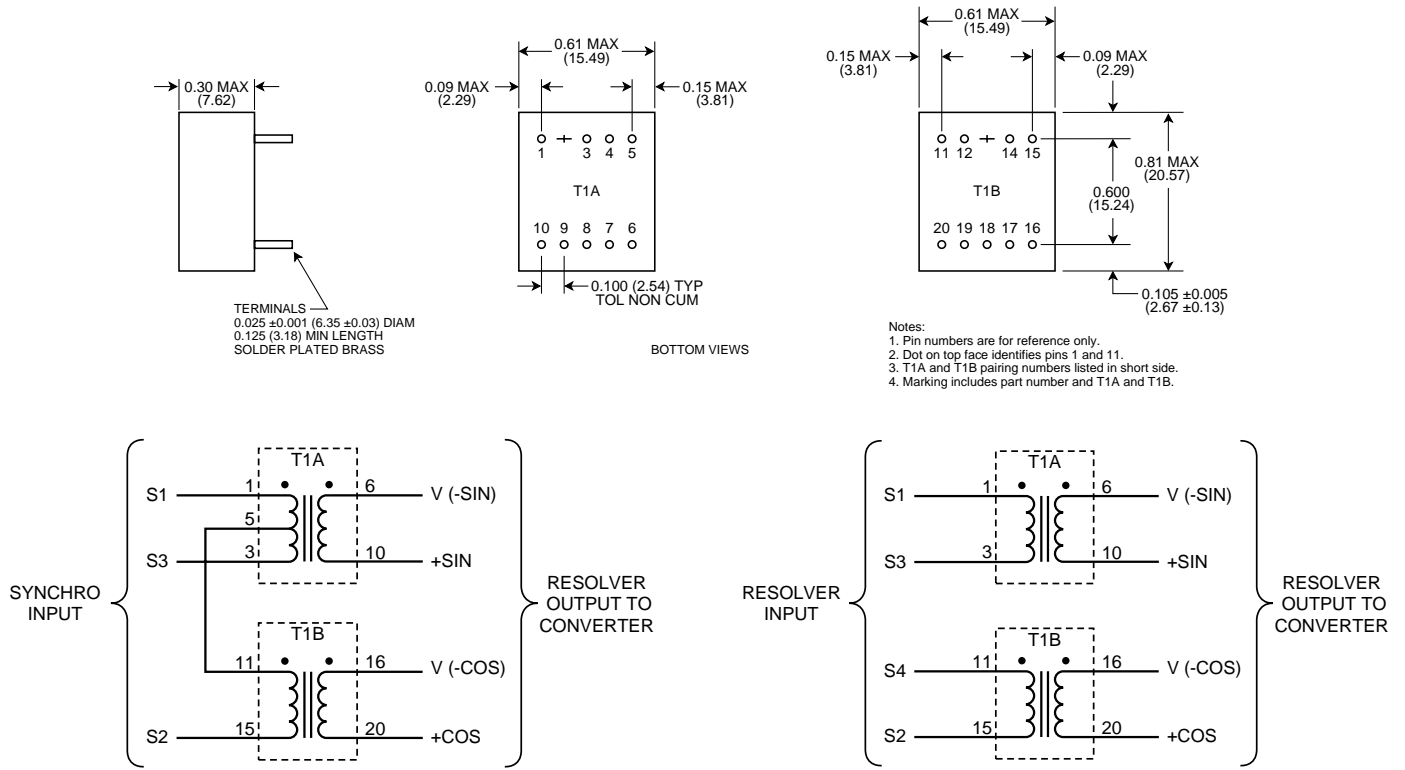 0.30 MAX
(7.62)
TERMINALS
0.025 ±0.001 (6.35 ±0.03) DIAM
0.125 (3.18) MIN LENGTH
SOLDER PLATED BRASS
0.61 MAX
(15.49)
0.09 MAX
(2.29)
0.15 MAX
(3.81)
1 3 4 5
T1A
10 9 8 7 6
0.100 (2.54) TYP
TOL NON CUM
BOTTOM VIEWS
0.61 MAX
(15.49)
0.15 MAX
(3.81)
0.09 MAX
(2.29)
11 12 14 15
T1B
20 19 18 17 16
0.81 MAX
(20.57)
0.600
(15.24)
0.105 ±0.005
(2.67 ±0.13)
Notes:
1. Pin numbers are for reference only.
2. Dot on top face identifies pins 1 and 11.
3. T1A and T1B pairing numbers listed in short side.
4. Marking includes part number and T1A and T1B.
SYNCHRO
INPUT
T1A
S1 1 6 V (-SIN)
5
S3 3 10 +SIN
T1B
11 16 V (-COS)
S2 15 20 +COS
RESOLVER
OUTPUT TO
CONVERTER
RESOLVER
INPUT
T1A
S1 1 6 V (-SIN)
S3 3 10 +SIN
T1B
S4 11 16 V (-COS)
S2 15 20 +COS
RESOLVER
OUTPUT TO
CONVERTER